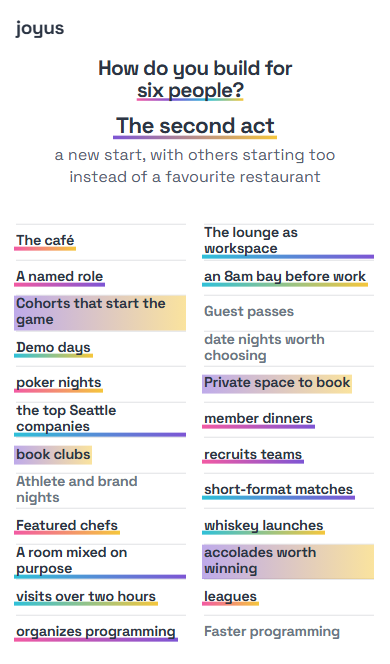 joyus
How do you build for
six people?
The second act
a new start, with others starting too
instead of a favourite restaurant
The café
The lounge as
workspace
A named role
an 8am bay before work
Cohorts that start the
game
Guest passes
Demo days
date nights worth
choosing
poker nights
Private space to book
the top Seattle
companies
member dinners
book clubs
recruits teams
Athlete and brand
nights
short-format matches
Featured chefs
whiskey launches
A room mixed on
purpose
accolades worth
winning
visits over two hours
leagues
organizes programming
Faster programming